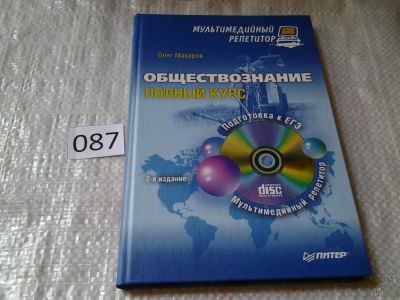 МУЛЬТИМЕДИЙНЫЙ
РЕПЕТИТОР
Олег Макаров
ОБЩЕСТВОЗНАНИЕ
ПОЛНЫЙ КУРС
Подготовка к ЕГЭ
087
2-е издание
disc
Мультимедийный репетитор
ПИТЕР